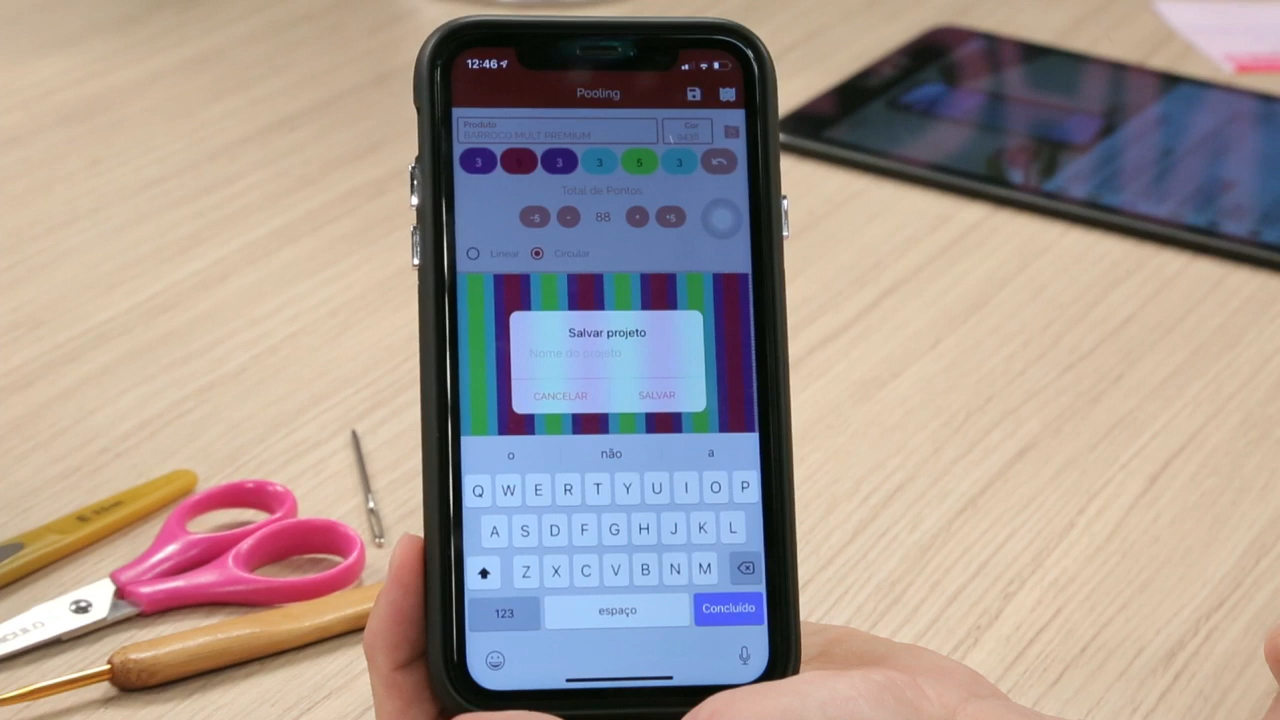 12:46
Pooling
Produto
BARROCO MULT PREMIUM
Cor
9435
3 5 3 3 5 3
Total de Pontos
-5 - 88 + +5
Linear Circular
Salvar projeto
Nome do projeto
CANCELAR SALVAR
o não a
Q W E R T Y U I O P
A S D F G H J K L
Z X C V B N M
123 espaço Concluído